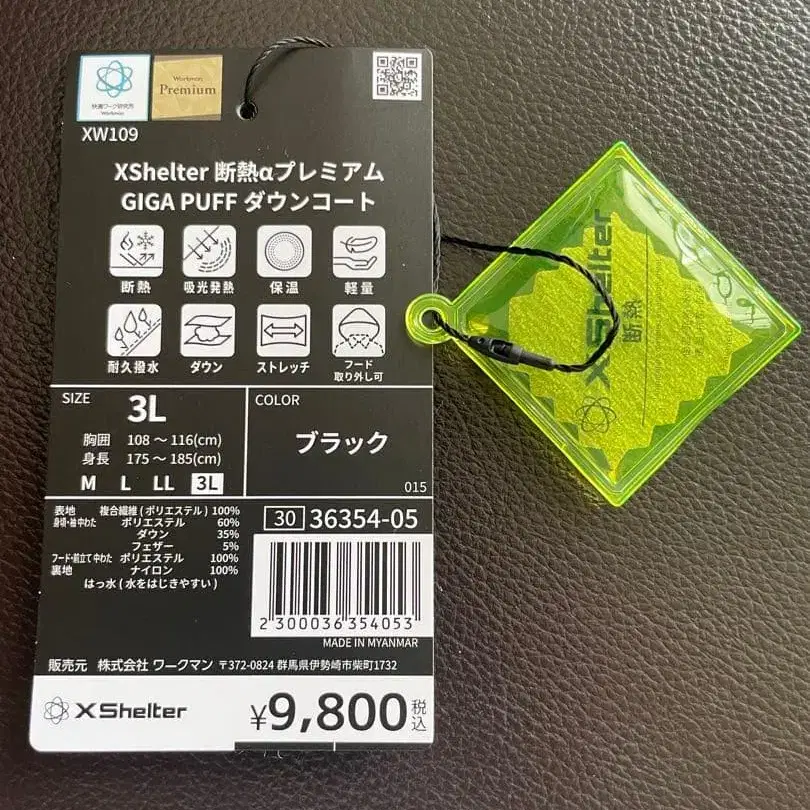 快適ワーク研究所
Workman
Workman
Premium
XW109
XShelter 断熱αプレミアム
GIGA PUFF ダウンコート
断熱 吸光発熱 保温 軽量
耐久撥水 ダウン ストレッチ フード
取り外し可
SIZE
3L
胸囲 108 ～ 116(cm)
身長 175 ～ 185(cm)
M L LL 3L
COLOR
ブラック
015
表地 複合繊維 ( ポリエステル ) 100%
身頃・袖中わた ポリエステル 60%
ダウン 35%
フェザー 5%
フード・前立て中わた ポリエステル 100%
裏地 ナイロン 100%
はっ水 ( 水をはじきやすい )
30 36354-05
2 300036 354053
MADE IN MYANMAR
販売元 株式会社 ワークマン 〒372-0824 群馬県伊勢崎市柴町1732
XShelter
¥9,800税込
XShelter
断熱